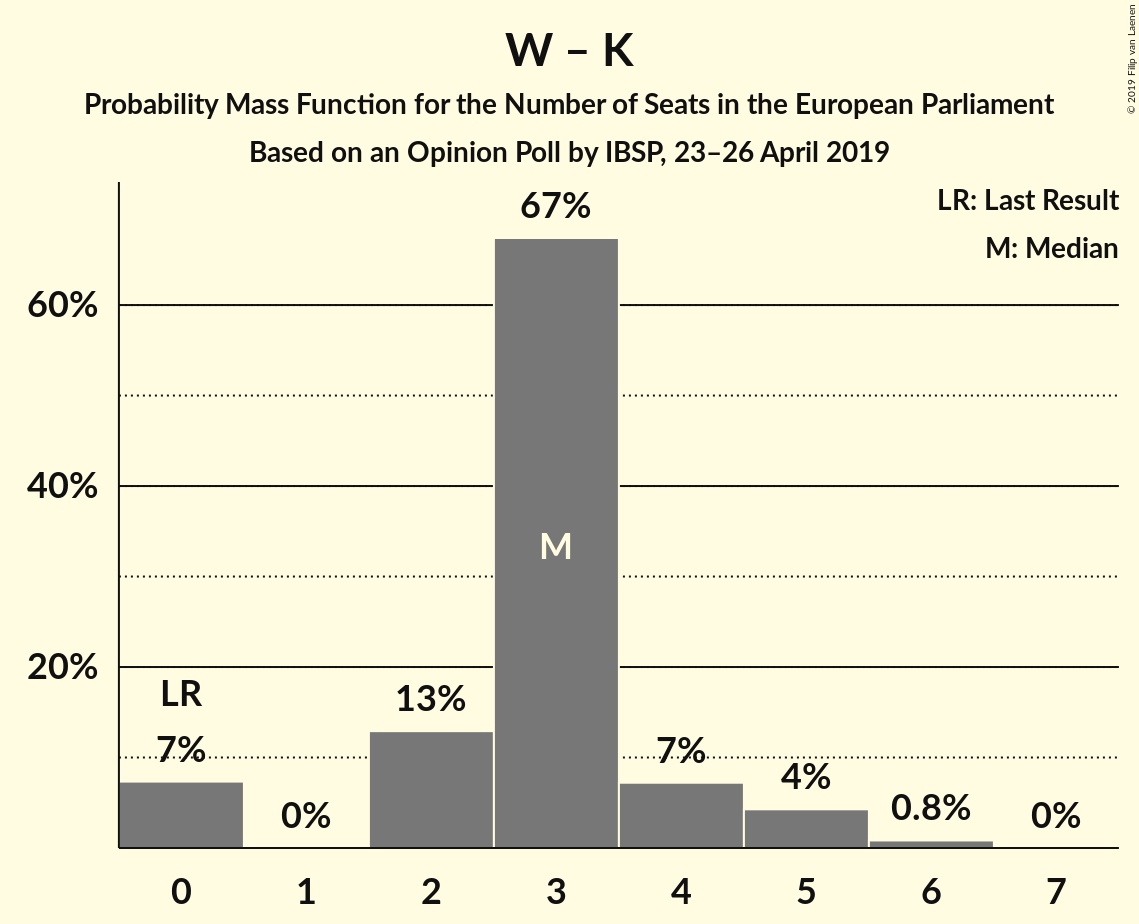 W – K
Probability Mass Function for the Number of Seats in the European Parliament
Based on an Opinion Poll by IBSP, 23–26 April 2019
© 2019 Filip van Laenen
LR: Last Result
M: Median
67%
60%
40%
M
20%
LR
7%
0%
13%
7%
4%
0.8%
0%
0 1 2 3 4 5 6 7